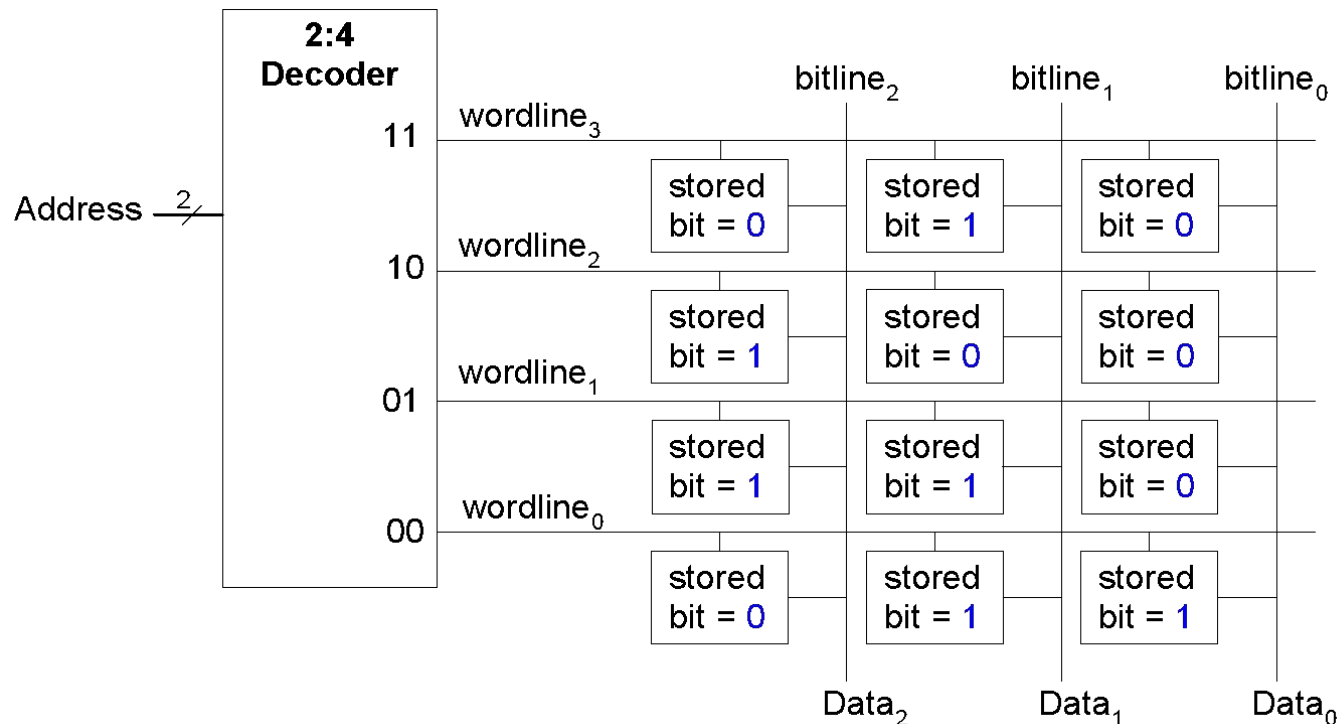 2:4
Decoder
bitline₂ bitline₁ bitline₀
wordline₃
11
stored stored stored
bit = 0 bit = 1 bit = 0
Address 2
wordline₂
10
stored stored stored
bit = 1 bit = 0 bit = 0
wordline₁
01
stored stored stored
bit = 1 bit = 1 bit = 0
wordline₀
00
stored stored stored
bit = 0 bit = 1 bit = 1
Data₂ Data₁ Data₀